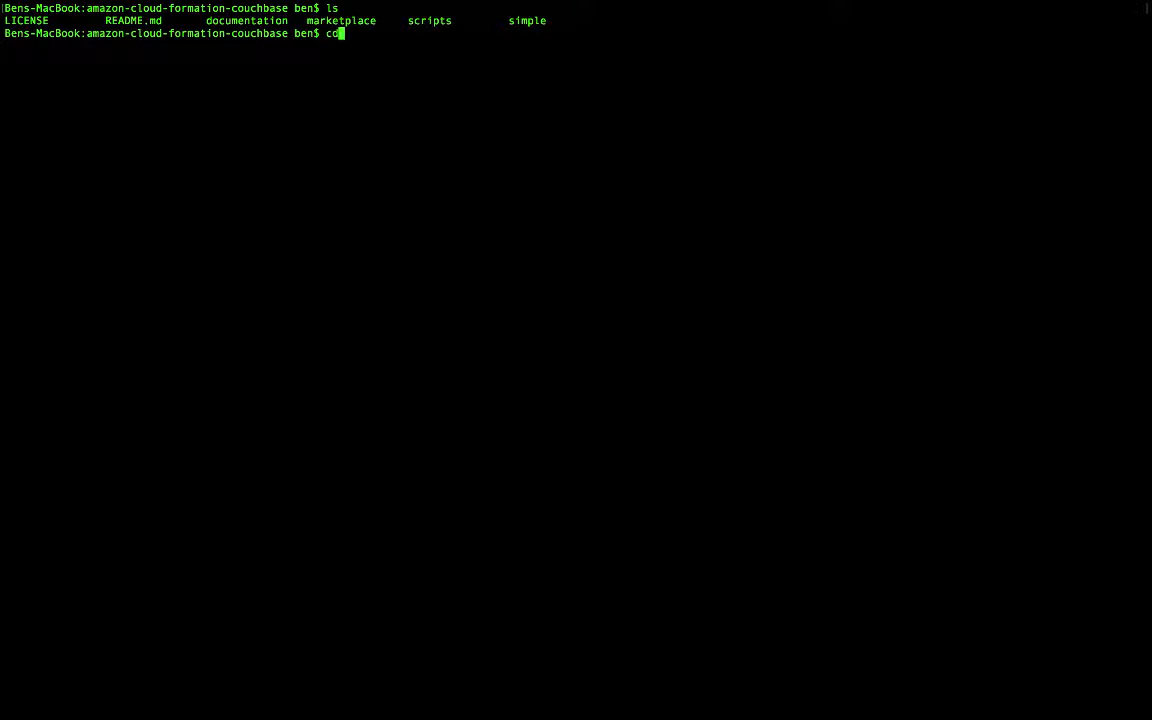 Bens-MacBook:amazon-cloud-formation-couchbase ben$ ls
LICENSE README.md documentation marketplace scripts simple
Bens-MacBook:amazon-cloud-formation-couchbase ben$ cd